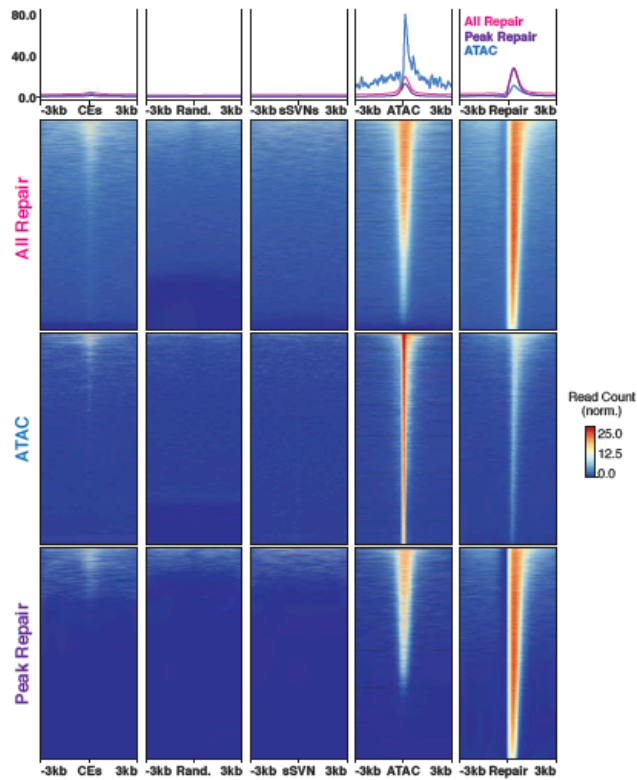 80.0
40.0
0.0
All Repair
Peak Repair
ATAC
-3kb CEs 3kb -3kb Rand. 3kb -3kb sSVNs 3kb -3kb ATAC 3kb -3kb Repair 3kb
All Repair
ATAC
Peak Repair
Read Count
(norm.)
25.0
12.5
0.0
-3kb CEs 3kb -3kb Rand. 3kb -3kb sSVN 3kb -3kb ATAC 3kb -3kb Repair 3kb